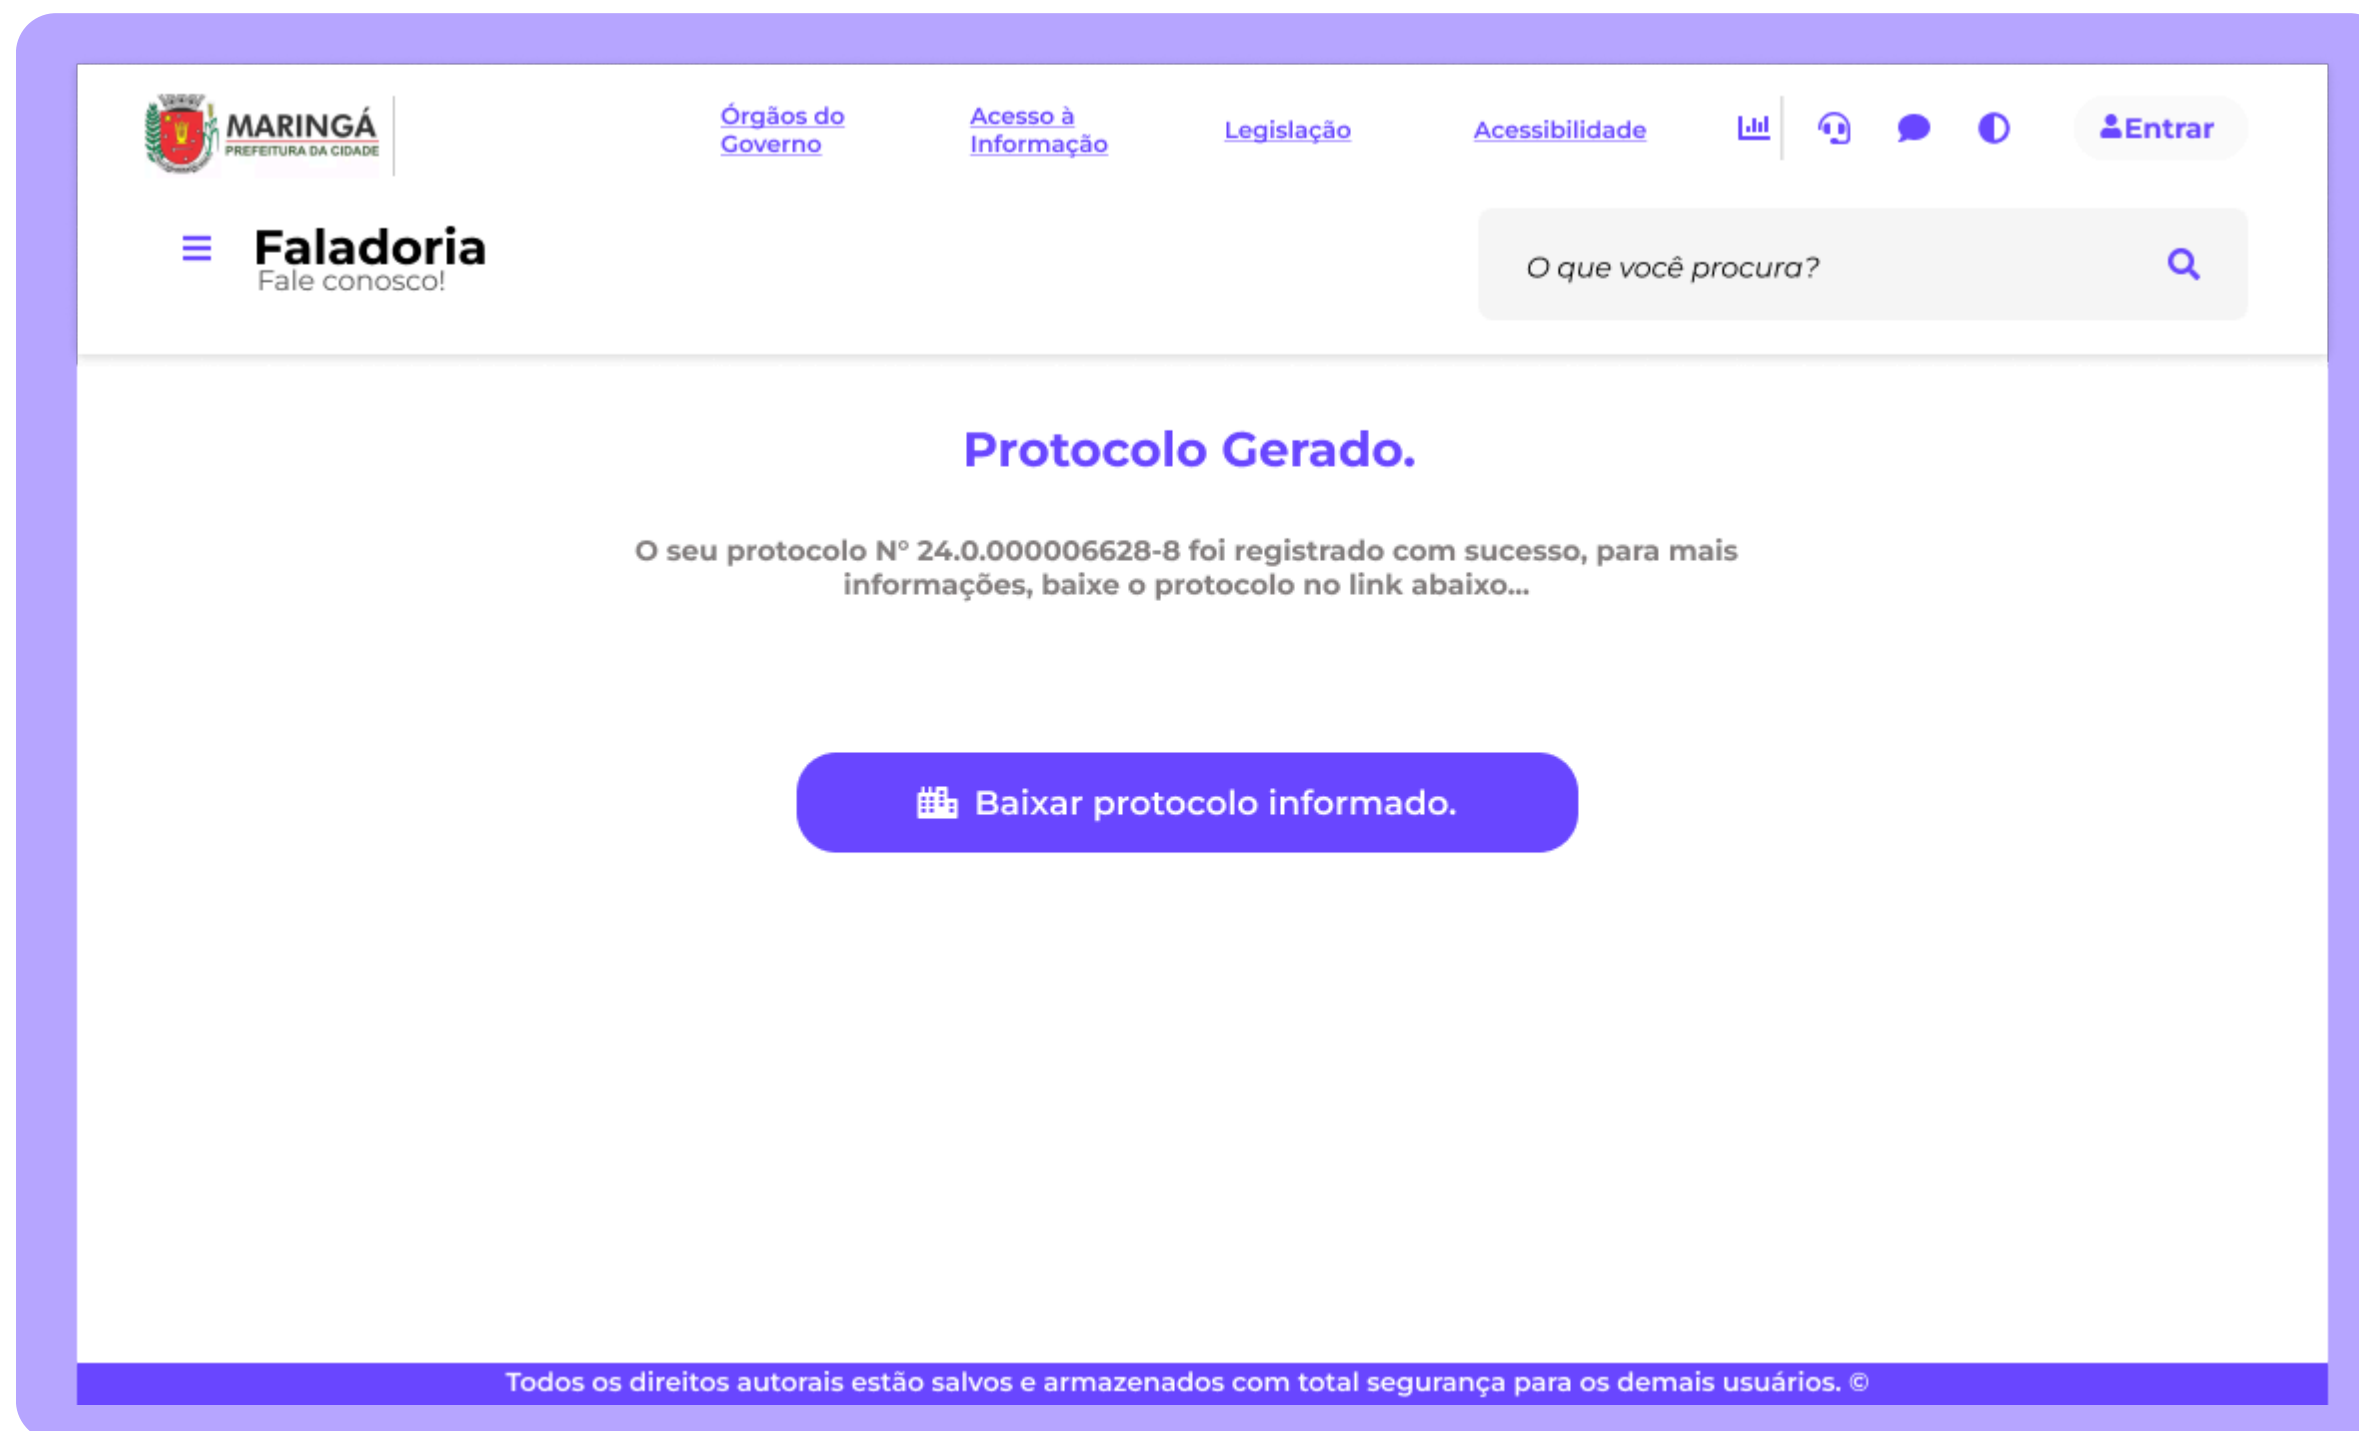 MARINGÁ
PREFEITURA DA CIDADE
Órgãos do
Governo
Acesso à
Informação
Legislação
Acessibilidade
Entrar
Faladoria
Fale conosco!
O que você procura?
Protocolo Gerado.
O seu protocolo N° 24.0.000006628-8 foi registrado com sucesso, para mais
informações, baixe o protocolo no link abaixo...
Baixar protocolo informado.
Todos os direitos autorais estão salvos e armazenados com total segurança para os demais usuários. ©